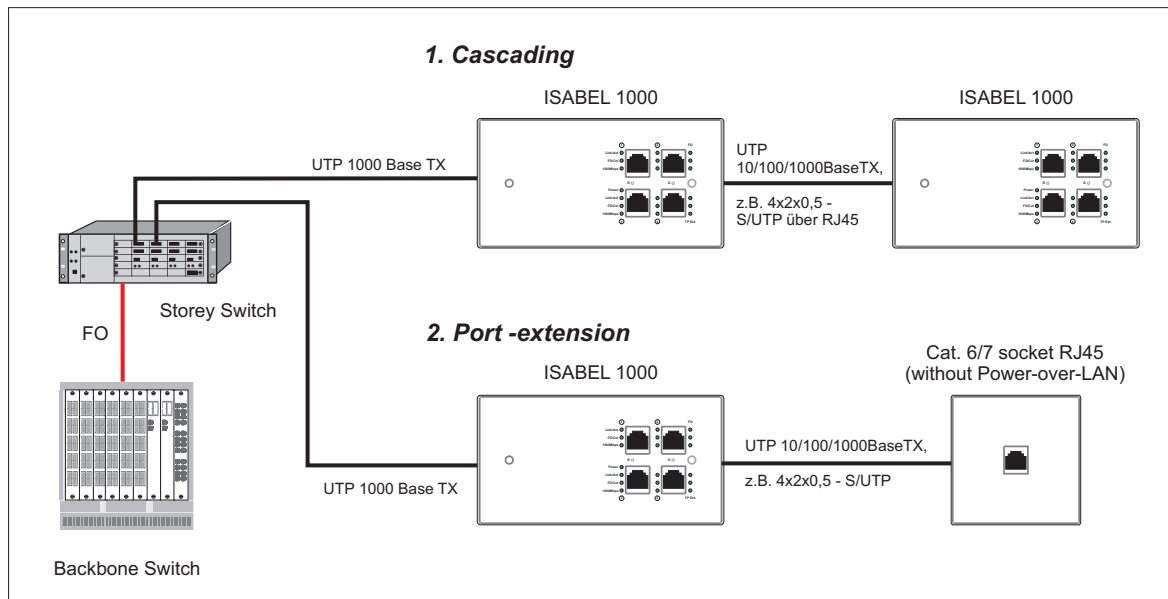 1. Cascading
ISABEL 1000
ISABEL 1000
UTP 1000 Base TX
UTP
10/100/1000BaseTX,
z.B. 4x2x0,5 -
S/UTP über RJ45
Storey Switch
FO
Backbone Switch
2. Port -extension
ISABEL 1000
UTP 1000 Base TX
UTP 10/100/1000BaseTX,
z.B. 4x2x0,5 - S/UTP
Cat. 6/7 socket RJ45
(without Power-over-LAN)